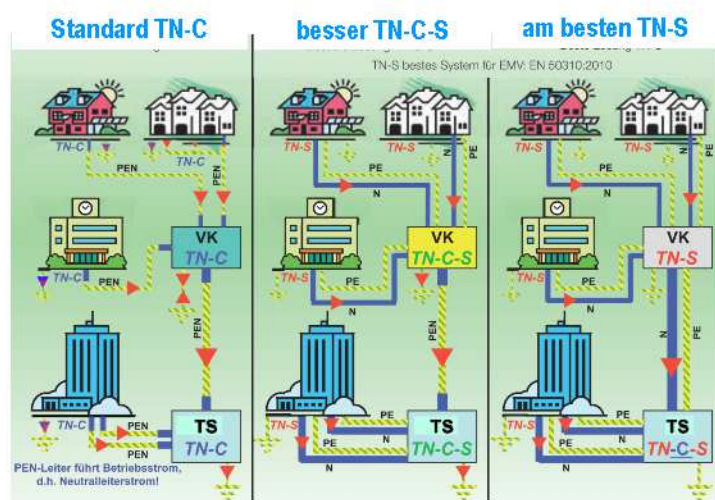 Standard TN-C
besser TN-C-S
am besten TN-S
TN-S bestes System für EMV: EN 50310:2010
TN-C
TN-C
PEN
PEN
PEN
VK
TN-C
TN-C
PEN
PEN
TN-C
PEN
PEN
TS
TN-C
PEN-Leiter führt Betriebsstrom,
d.h. Neutralleiterstrom!
TN-S
TN-S
PE
N
N
PE
VK
TN-C-S
TN-S
PE
N
PEN
TN-S
PE
N
PE
N
TS
TN-C-S
TN-S
TN-S
PE
N
N
PE
VK
TN-S
TN-S
PE
N
N
PE
TN-S
PE
N
PE
N
TS
TN-C-S